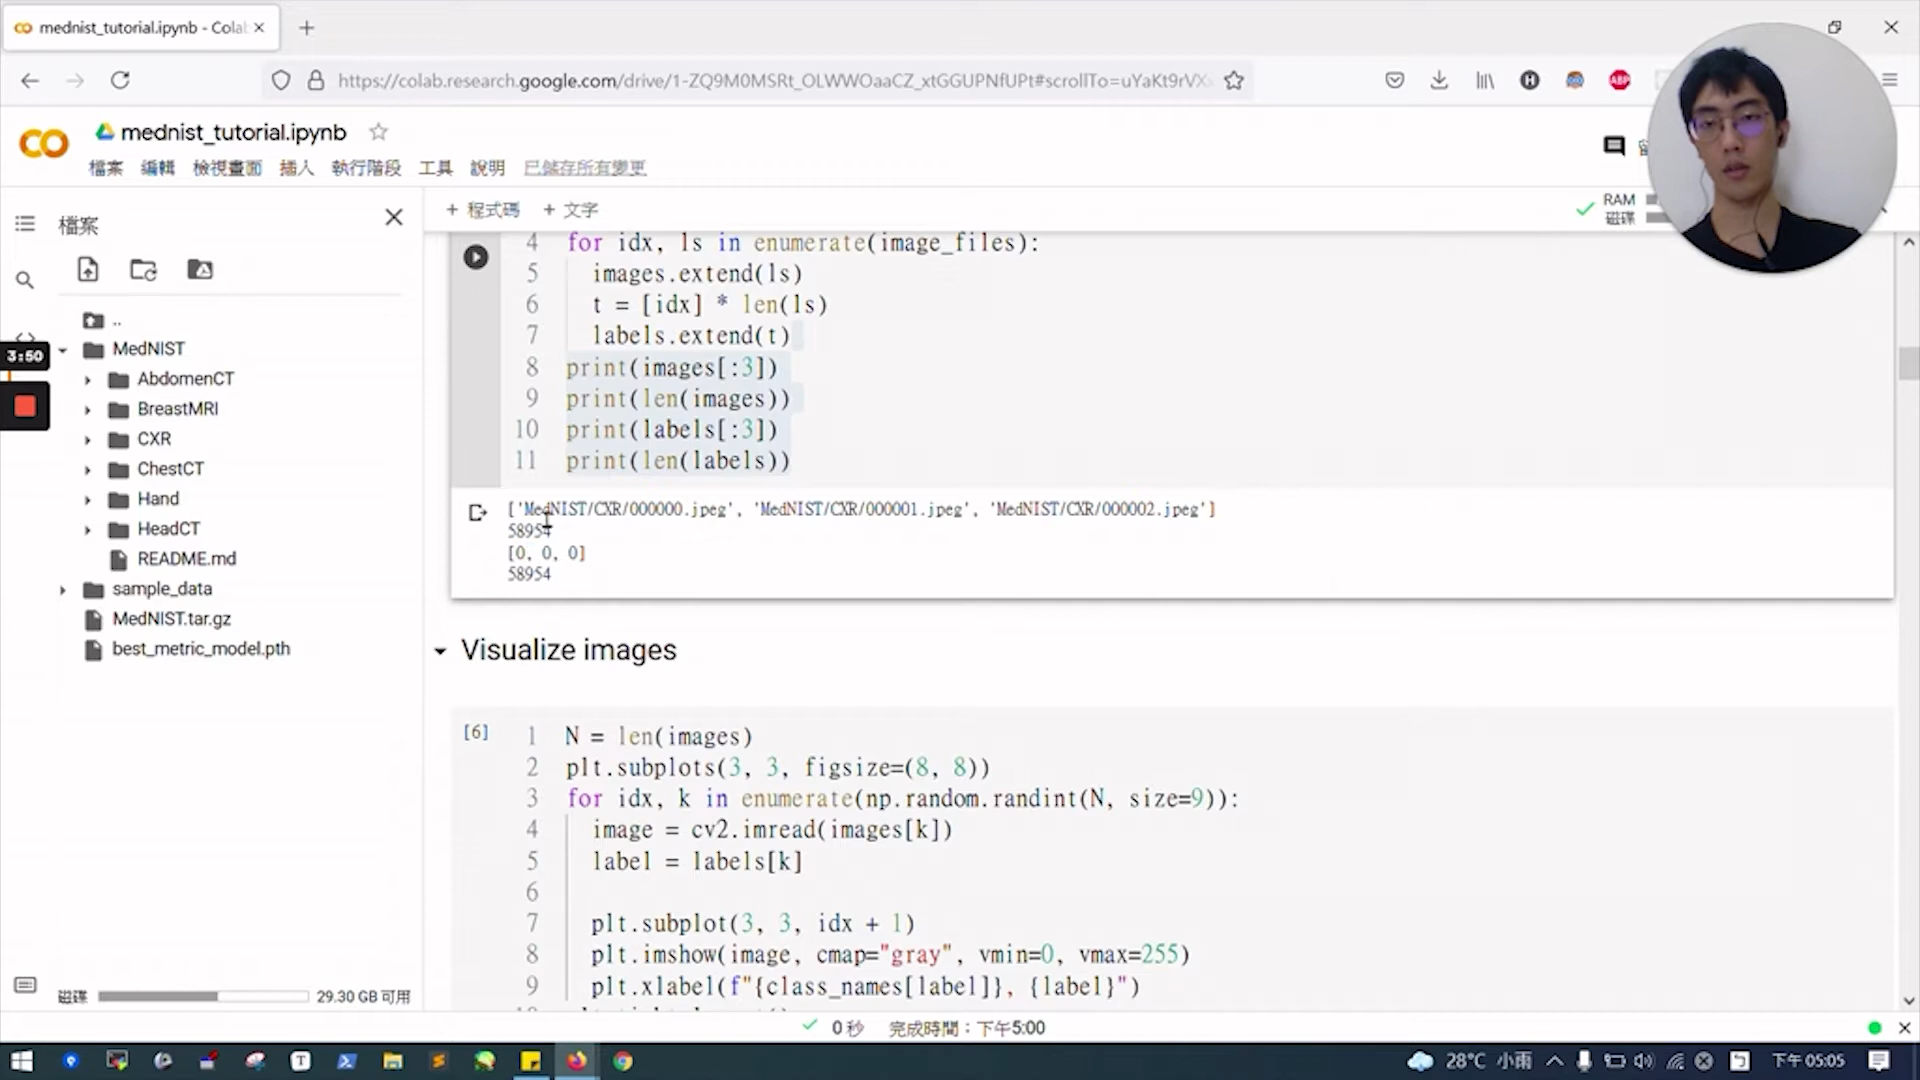 mednist_tutorial.ipynb - Colab
https://colab.research.google.com/drive/1-ZQ9M0MSRt_OLWWOaaCZ_xtGGUPNfUPt#scrollTo=uYaKt9rVX
ABP
mednist_tutorial.ipynb
檔案 編輯 檢視畫面 插入 執行階段 工具 說明 已儲存所有變更
檔案
+ 程式碼 + 文字
RAM
磁碟
..
MedNIST
AbdomenCT
BreastMRI
CXR
ChestCT
Hand
HeadCT
README.md
sample_data
MedNIST.tar.gz
best_metric_model.pth
3:50
磁碟 29.30 GB 可用
4 for idx, ls in enumerate(image_files):
5 images.extend(ls)
6 t = [idx] * len(ls)
7 labels.extend(t)
8 print(images[:3])
9 print(len(images))
10 print(labels[:3])
11 print(len(labels))
['MedNIST/CXR/000000.jpeg', 'MedNIST/CXR/000001.jpeg', 'MedNIST/CXR/000002.jpeg']
58954
[0, 0, 0]
58954
Visualize images
[6]
1 N = len(images)
2 plt.subplots(3, 3, figsize=(8, 8))
3 for idx, k in enumerate(np.random.randint(N, size=9)):
4 image = cv2.imread(images[k])
5 label = labels[k]
6
7 plt.subplot(3, 3, idx + 1)
8 plt.imshow(image, cmap="gray", vmin=0, vmax=255)
9 plt.xlabel(f"{class_names[label]}, {label}")
0 秒 完成時間：下午5:00
28°C 小雨 下午 05:05